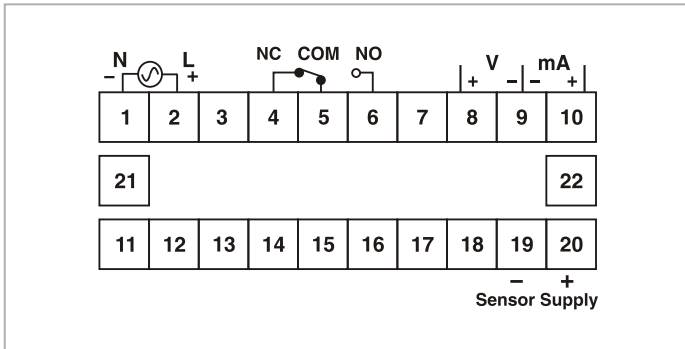 N L NC COM NO V mA
– + + – – +
1 2 3 4 5 6 7 8 9 10
21 22
11 12 13 14 15 16 17 18 19 20
– +
Sensor Supply